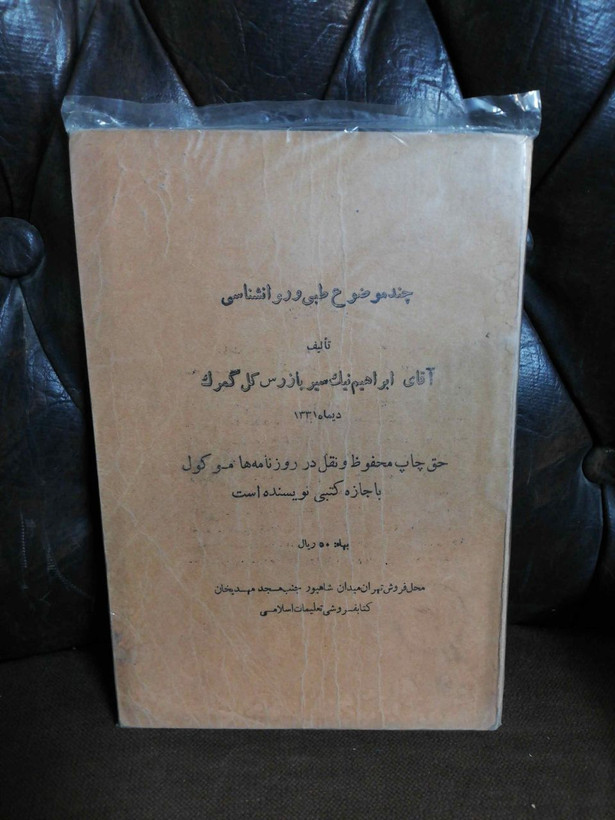 چند موضوع طبی و روانشناسی
تألیف
آقای ابراهیم نیك سیر بازرس کل گمرك
دیماه ۱۳۳۱
حق چاپ محفوظ و نقل در روزنامه‌ها موکول
باجازه کتبی نویسنده است
بهاء: ۵۰ ریال
محل فروش تهران میدان شاهپور جنب مسجد مهدیخان
کتابفروشی تعلیمات اسلامی